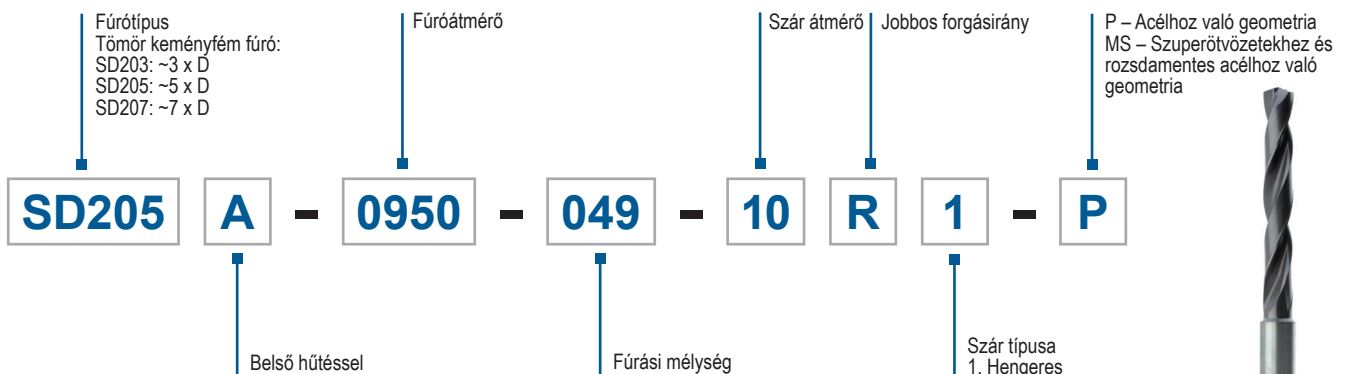 Fúrótípus
Tömör keményfém fúró:
SD203: ~3 x D
SD205: ~5 x D
SD207: ~7 x D
Fúróátmérő
Szár átmérő
Jobbos forgásirány
P – Acélhoz való geometria
MS – Szuperötvözetekhez és
rozsdamentes acélhoz való
geometria
SD205 A - 0950 - 049 - 10 R 1 - P
Belső hűtéssel
Fúrási mélység
Szár típusa
1. Hengeres